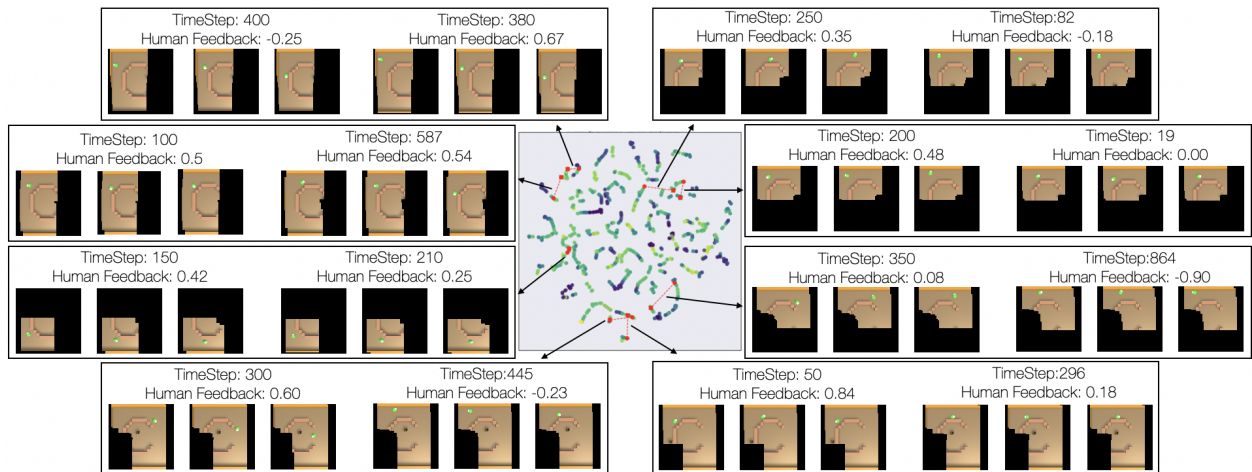 TimeStep: 400
Human Feedback: -0.25
TimeStep: 380
Human Feedback: 0.67
TimeStep: 250
Human Feedback: 0.35
TimeStep:82
Human Feedback: -0.18
TimeStep: 100
Human Feedback: 0.5
TimeStep: 587
Human Feedback: 0.54
TimeStep: 200
Human Feedback: 0.48
TimeStep: 19
Human Feedback: 0.00
TimeStep: 150
Human Feedback: 0.42
TimeStep: 210
Human Feedback: 0.25
TimeStep: 350
Human Feedback: 0.08
TimeStep:864
Human Feedback: -0.90
TimeStep: 300
Human Feedback: 0.60
TimeStep:445
Human Feedback: -0.23
TimeStep: 50
Human Feedback: 0.84
TimeStep:296
Human Feedback: 0.18